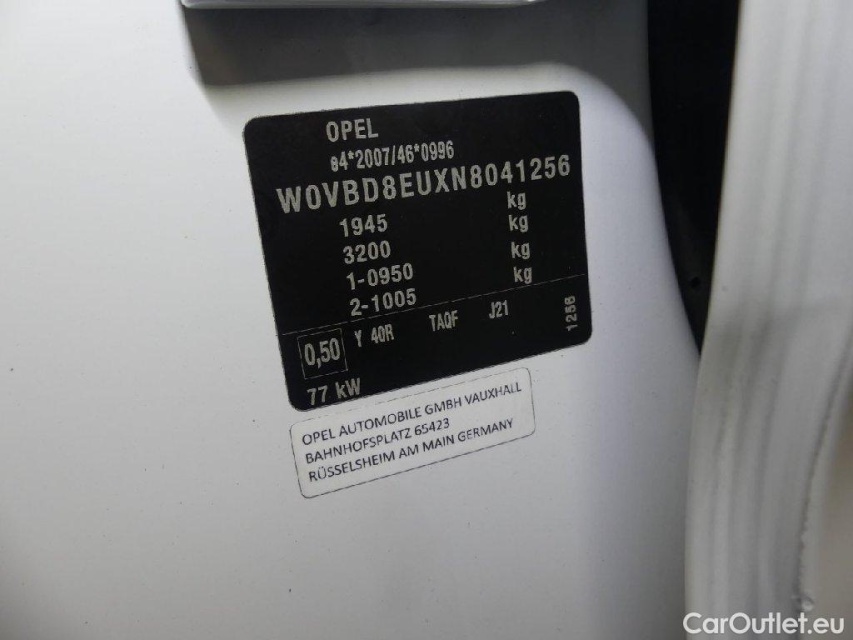 OPEL
e4*2007/46*0996
W0VBD8EUXN8041256
1945 kg
3200 kg
1-0950 kg
2-1005 kg
0,50 Y 40R TAQF J21 1256
77 kW
OPEL AUTOMOBILE GMBH VAUXHALL
BAHNHOFSPLATZ 65423
RÜSSELSHEIM AM MAIN GERMANY
CarOutlet.eu